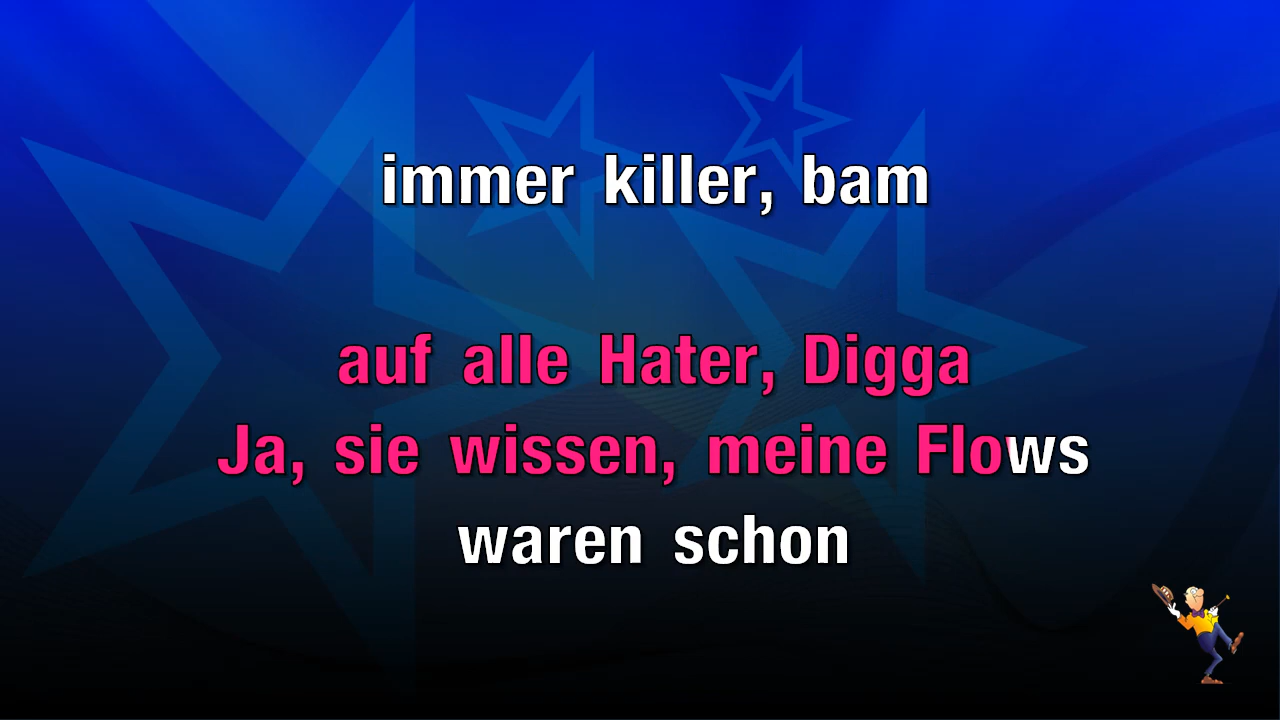 immer killer, bam
auf alle Hater, Digga
Ja, sie wissen, meine Flows
waren schon